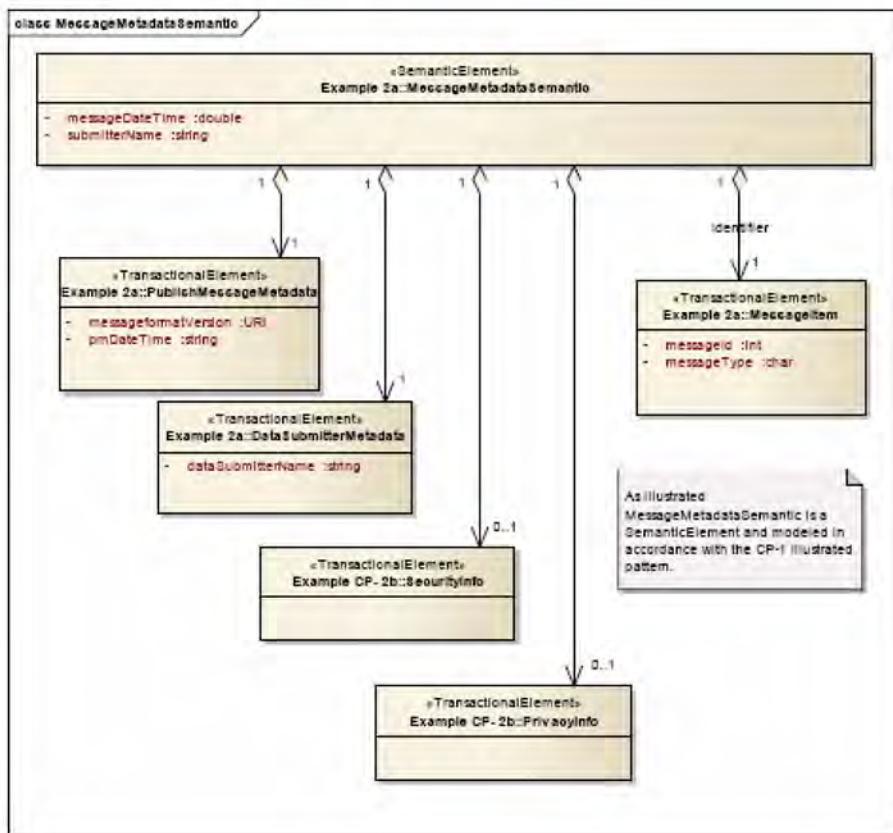 class MessageMetadataSemantic
«SemanticElement»
Example 2a::MessageMetadataSemantic
- messageDateTime :double
- submitterName :string
1
1
1
1
1
Identifier
1
1
«TransactionalElement»
Example 2a::PublishMessageMetadata
- messageformatVersion :URI
- pmDateTime :string
«TransactionalElement»
Example 2a::MessageItem
- messageId :int
- messageType :char
1
«TransactionalElement»
Example 2a::DataSubmitterMetadata
- dataSubmitterName :string
As illustrated
MessageMetadataSemantic is a
SemanticElement and modeled in
accordance with the CP-1 illustrated
pattern.
0..1
«TransactionalElement»
Example CP-2b::SecurityInfo
0..1
«TransactionalElement»
Example CP-2b::PrivacyInfo